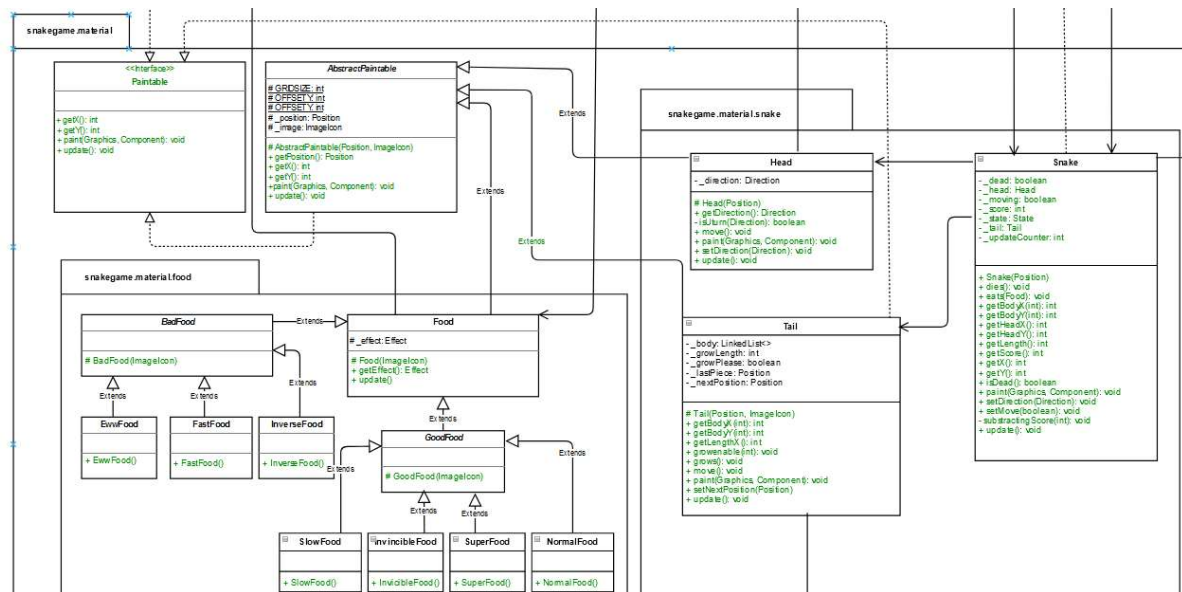 snakegame.material
<<Interface>>
Paintable
+ getX(): int
+ getY(): int
+ paint(Graphics, Component): void
+ update(): void
AbstractPaintable
# GRIDSIZE: int
# OFFSETY: int
# OFFSETY: int
# _position: Position
# _image: ImageIcon
# AbstractPaintable(Position, ImageIcon)
+ getPosition(): Position
+ getX(): int
+ getY(): int
+paint(Graphics, Component): void
+ update(): void
Extends
Extends
Extends
snakegame.material.snake
Head
- _direction: Direction
# Head(Position)
+ getDirection(): Direction
- isUturn(Direction): boolean
+ move(): void
+ paint(Graphics, Component): void
+ setDirection(Direction): void
+ update(): void
Snake
- _dead: boolean
- _head: Head
- _moving: boolean
- _score: int
- _state: State
- _tail: Tail
- _updateCounter: int
+ Snake(Position)
+ dies(): void
+ eats(Food): void
+ getBodyX(int): int
+ getBodyY(int): int
+ getHeadX(): int
+ getHeadY(): int
+ getLength(): int
+ getScore(): int
+ getX(): int
+ getY(): int
+ isDead(): boolean
+ paint(Graphics, Component): void
+ setDirection(Direction): void
+ setMove(boolean): void
- substractingScore(int): void
+ update(): void
Tail
- _body: LinkedList<>
- _growLength: int
- _growPlease: boolean
- _lastPiece: Position
- _nextPosition: Position
# Tail(Position, ImageIcon)
+ getBodyX(int): int
+ getBodyY(int): int
+ getLengthX(): int
+ growenable(int): void
+ grows(): void
+ move(): void
+ paint(Graphics, Component): void
+ setNextPosition(Position)
+ update(): void
snakegame.material.food
BadFood
# BadFood(ImageIcon)
Extends
Food
# _effect: Effect
# Food(ImageIcon)
+ getEffect(): Effect
+ update()
Extends
Extends
Extends
EwwFood
+ EwwFood()
FastFood
+ FastFood()
InverseFood
+ InverseFood()
Extends
GoodFood
# GoodFood(ImageIcon)
Extends
Extends
Extends
Extends
SlowFood
+ SlowFood()
InvincibleFood
+ InvicibleFood()
SuperFood
+ SuperFood()
NormalFood
+ NormalFood()